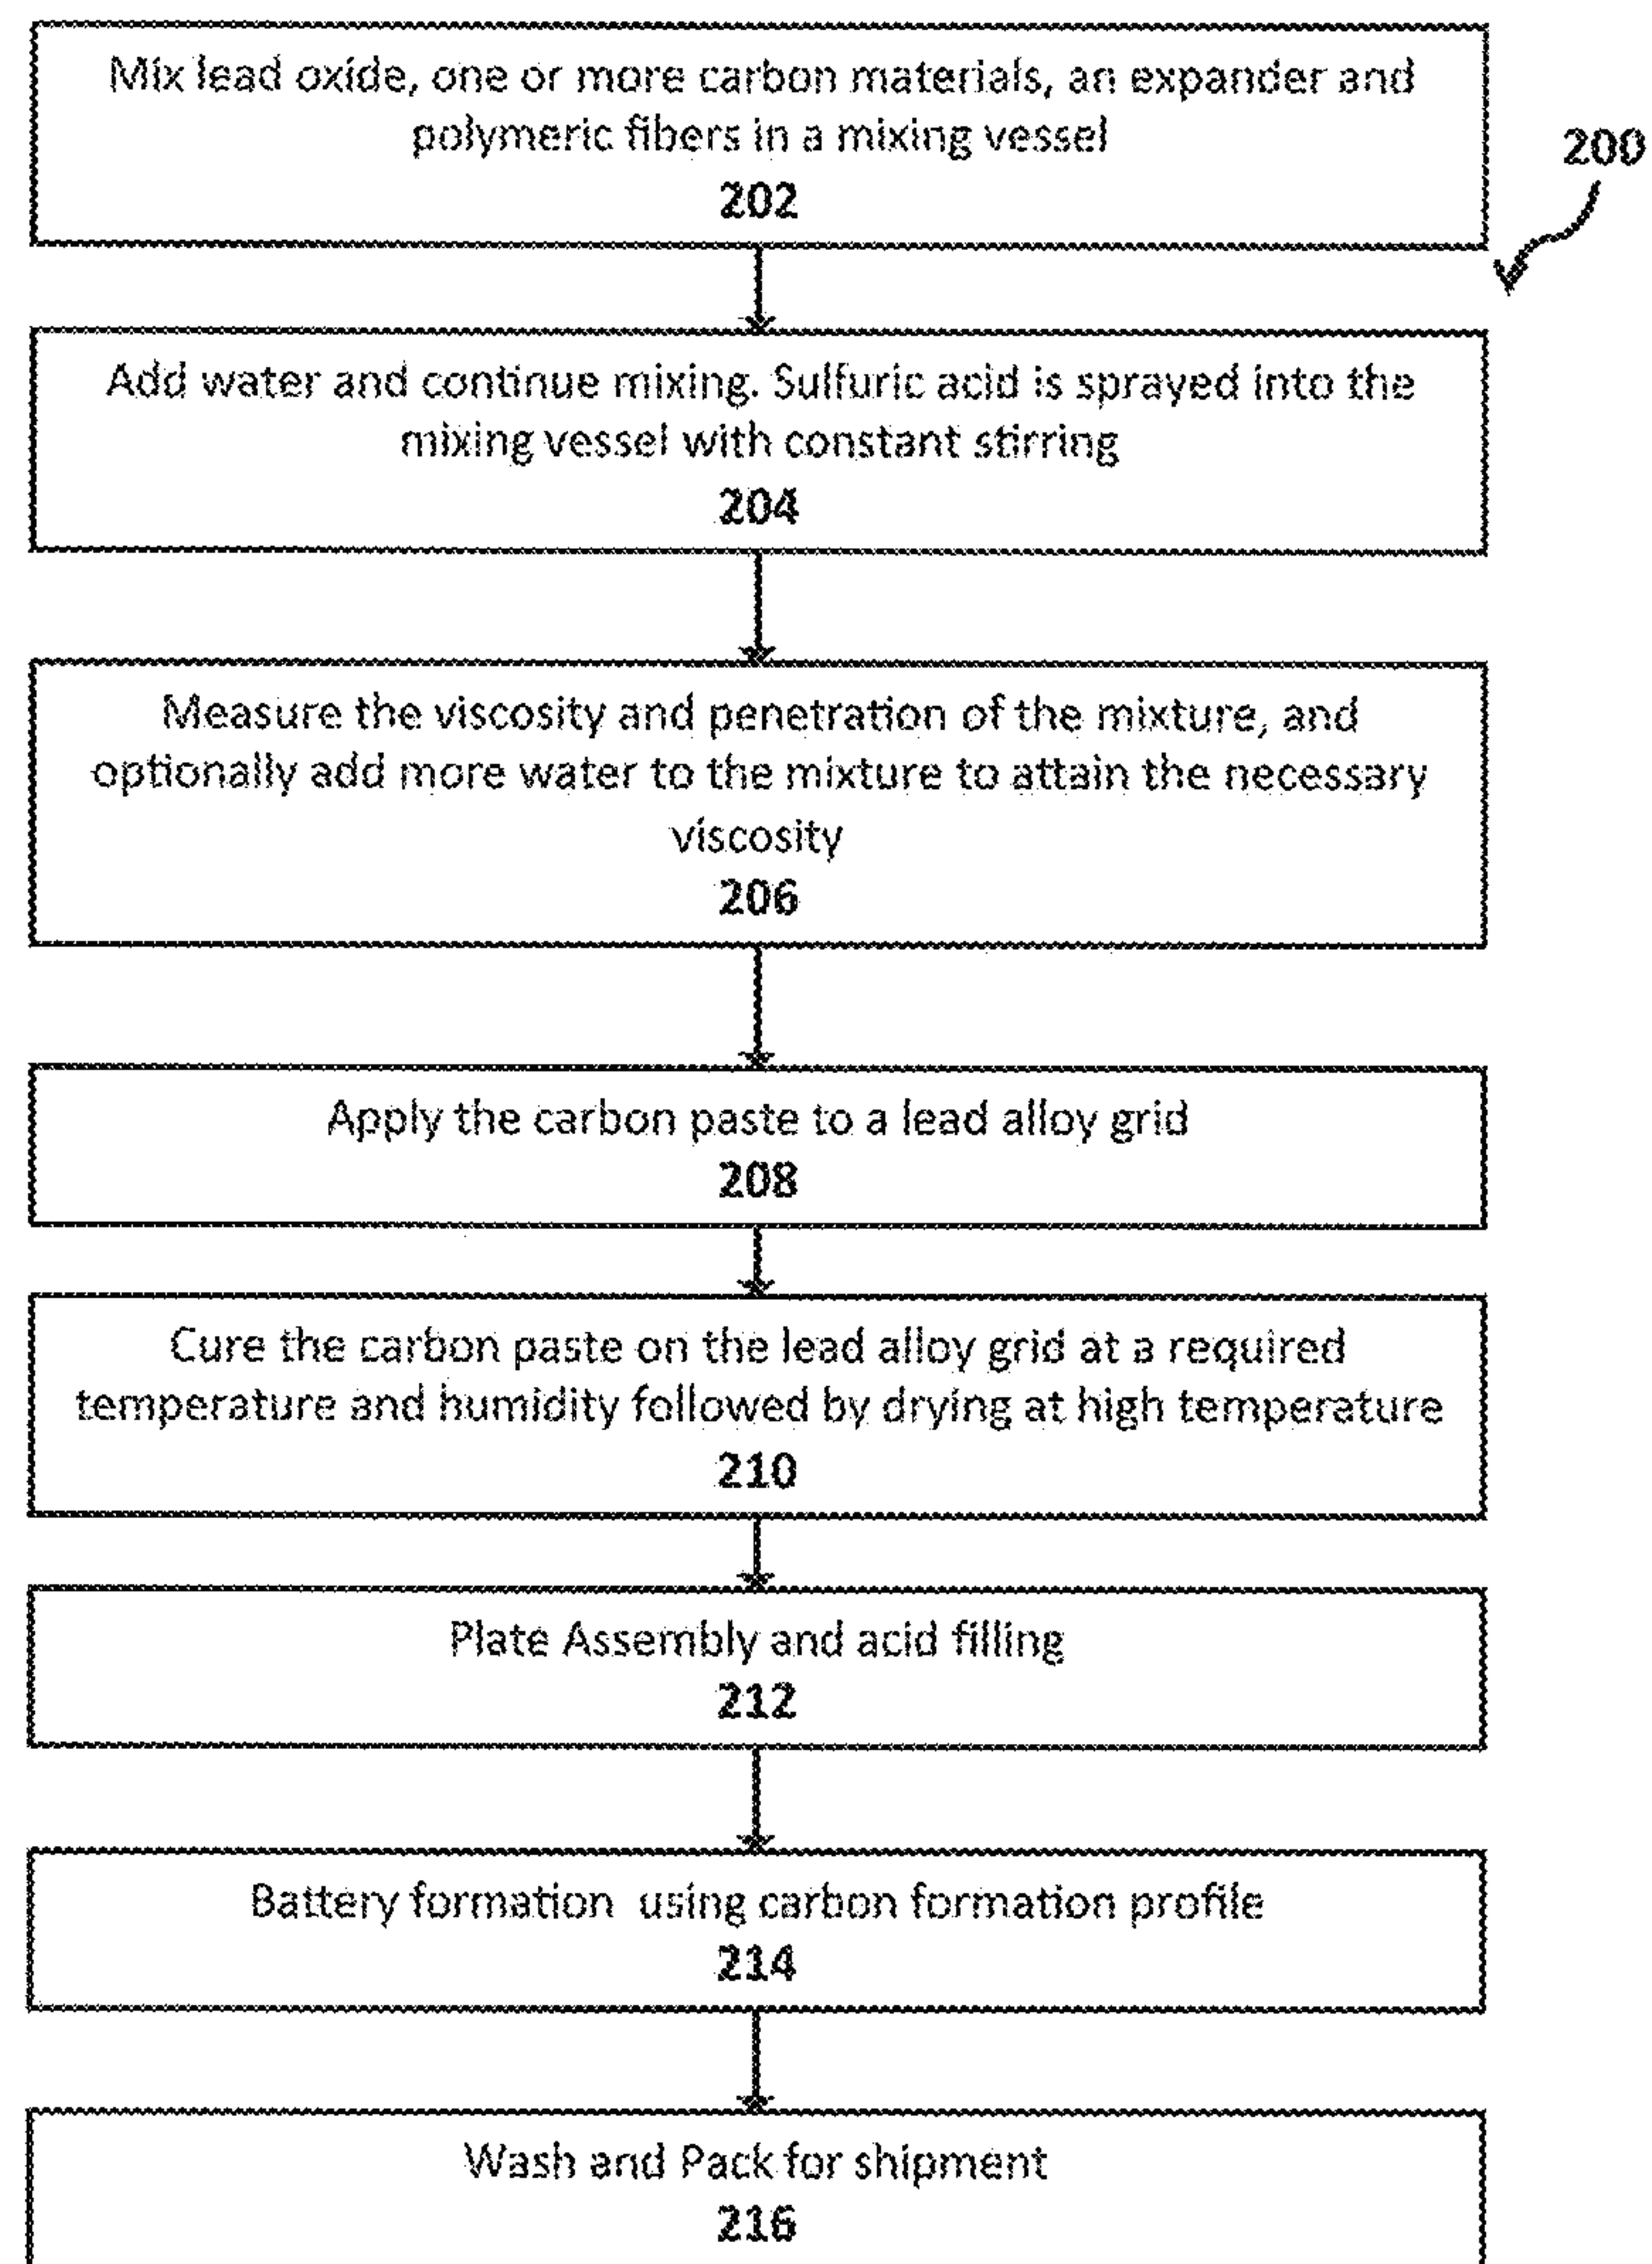 Mix lead oxide, one or more carbon materials, an expander and
polymeric fibers in a mixing vessel
202
200
Add water and continue mixing. Sulfuric acid is sprayed into the
mixing vessel with constant stirring
204
Measure the viscosity and penetration of the mixture, and
optionally add more water to the mixture to attain the necessary
viscosity
206
Apply the carbon paste to a lead alloy grid
208
Cure the carbon paste on the lead alloy grid at a required
temperature and humidity followed by drying at high temperature
210
Plate Assembly and acid filling
212
Battery formation using carbon formation profile
214
Wash and Pack for shipment
216